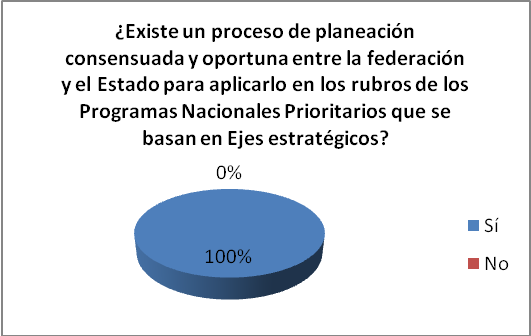 ¿Existe un proceso de planeación
consensuada y oportuna entre la federación
y el Estado para aplicarlo en los rubros de los
Programas Nacionales Prioritarios que se
basan en Ejes estratégicos?
0%
100%
Sí
No